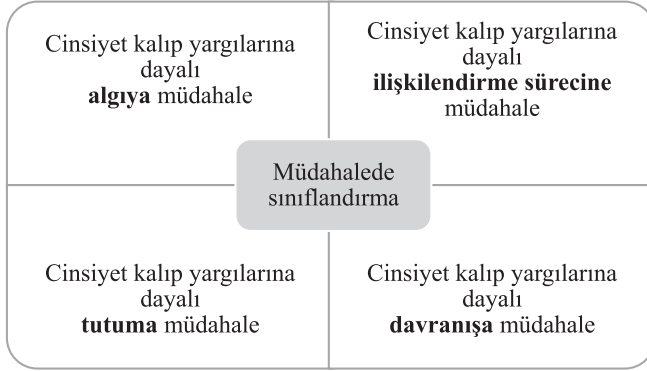 Cinsiyet kalıp yargılarına
dayalı
algıya müdahale
Cinsiyet kalıp yargılarına
dayalı
ilişkilendirme sürecine
müdahale
Müdahalede
sınıflandırma
Cinsiyet kalıp yargılarına
dayalı
tutuma müdahale
Cinsiyet kalıp yargılarına
dayalı
davranışa müdahale